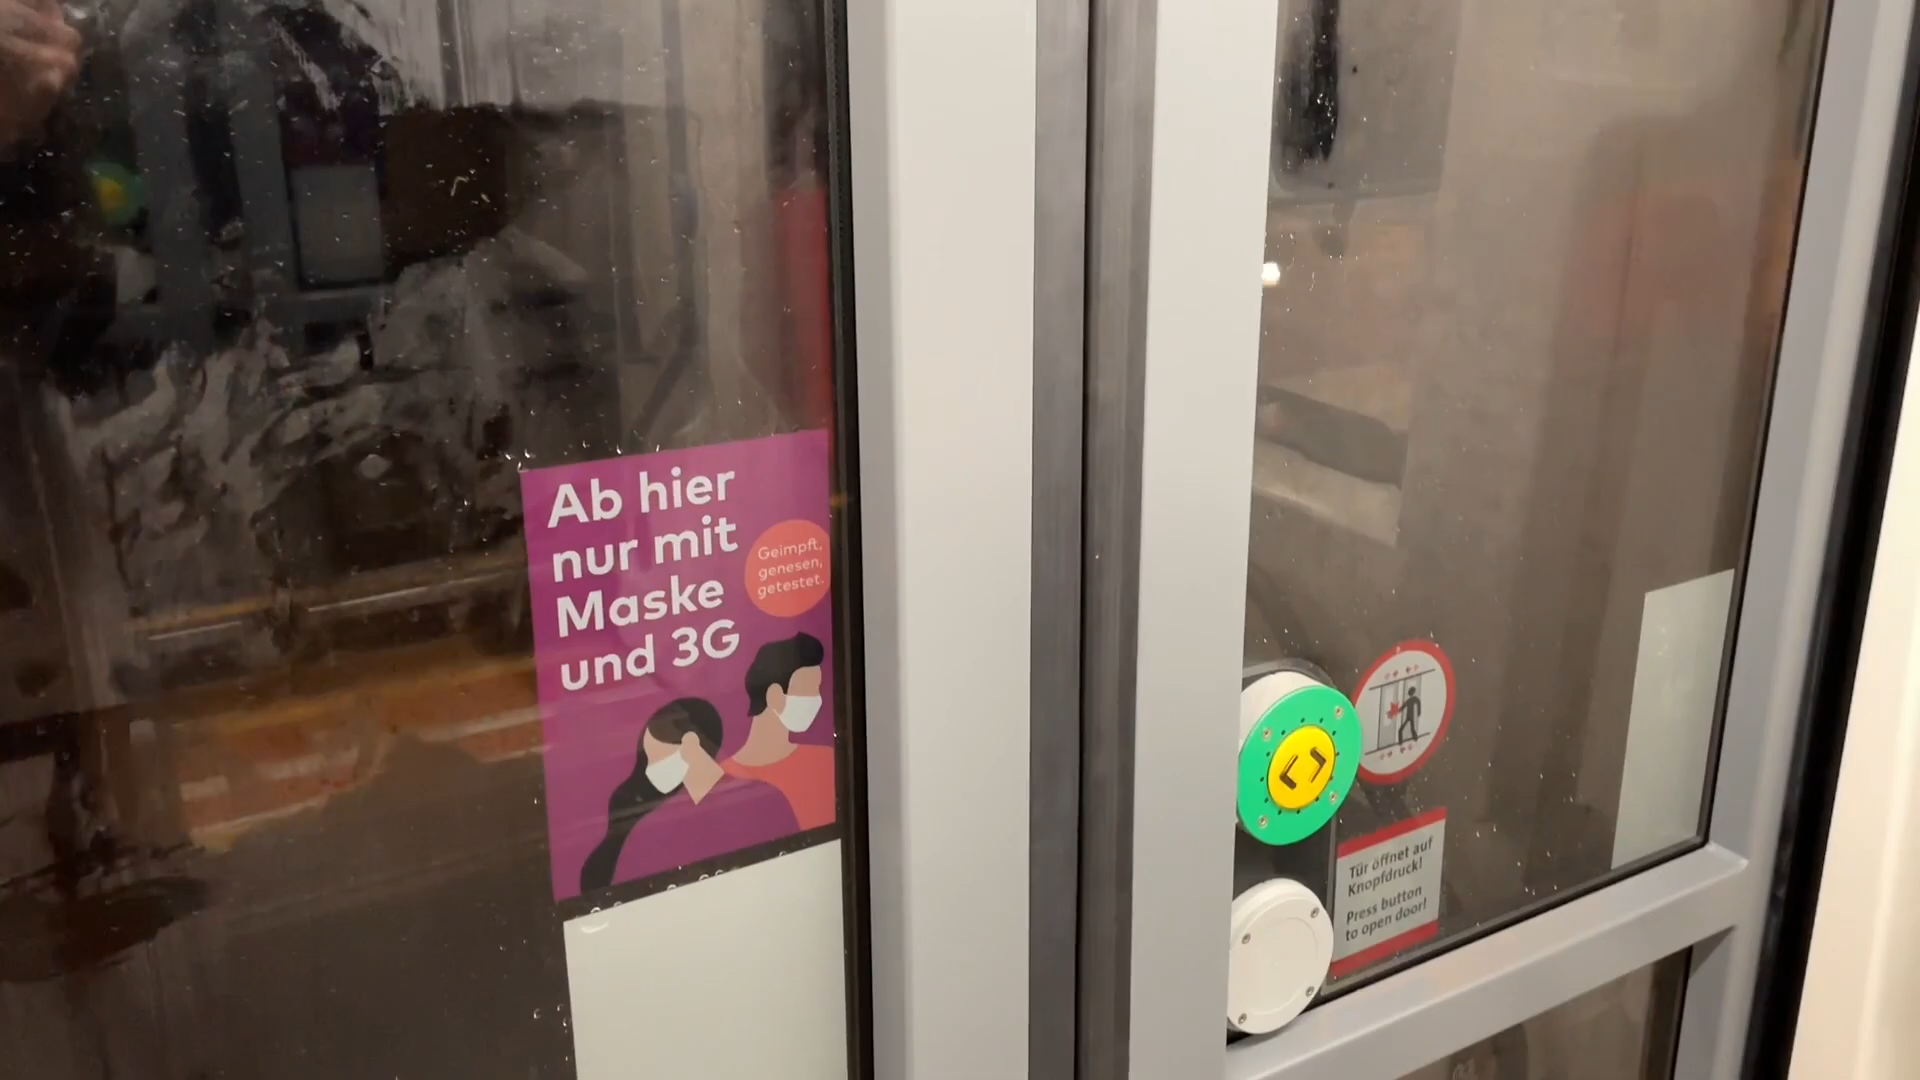 Ab hier
nur mit
Maske
und 3G
Geimpft,
genesen,
getestet.
Tür öffnet auf
Knopfdruck!
Press button
to open door!